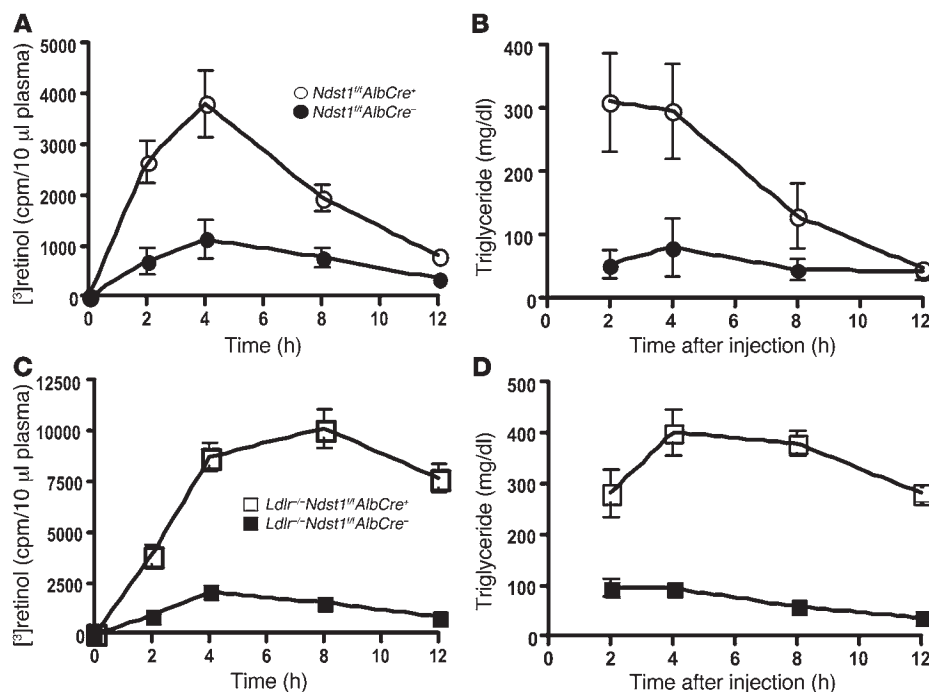 A
[³]retinol (cpm/10 µl plasma)
5000
4000
3000
2000
1000
0
0 2 4 6 8 10 12
Time (h)
Ndst1f/fAlbCre+
Ndst1f/fAlbCre–
B
Triglyceride (mg/dl)
400
300
200
100
0
0 2 4 6 8 10 12
Time after injection (h)
C
[³]retinol (cpm/10 µl plasma)
12500
10000
7500
5000
2500
0
0 2 4 6 8 10 12
Time (h)
Ldlr–/–Ndst1f/fAlbCre+
Ldlr–/–Ndst1f/fAlbCre–
D
Triglyceride (mg/dl)
500
400
300
200
100
0
0 2 4 6 8 10 12
Time after injection (h)